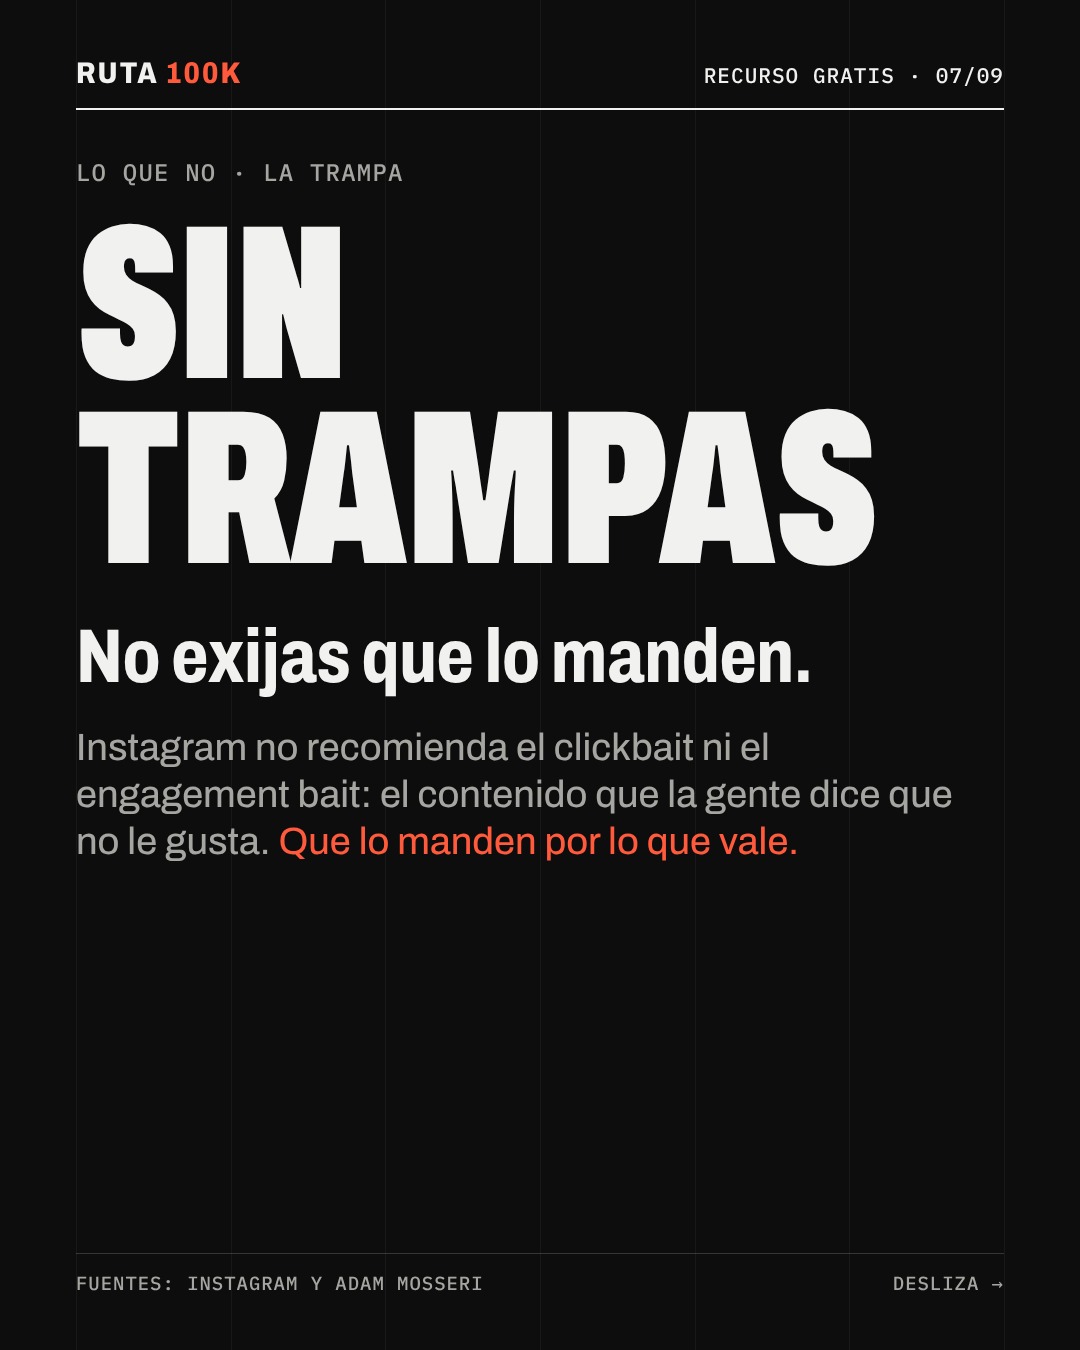 RUTA 100K
RECURSO GRATIS · 07/09
LO QUE NO · LA TRAMPA
SIN
TRAMPAS
No exijas que lo manden.
Instagram no recomienda el clickbait ni el
engagement bait: el contenido que la gente dice que
no le gusta. Que lo manden por lo que vale.
FUENTES: INSTAGRAM Y ADAM MOSSERI
DESLIZA →